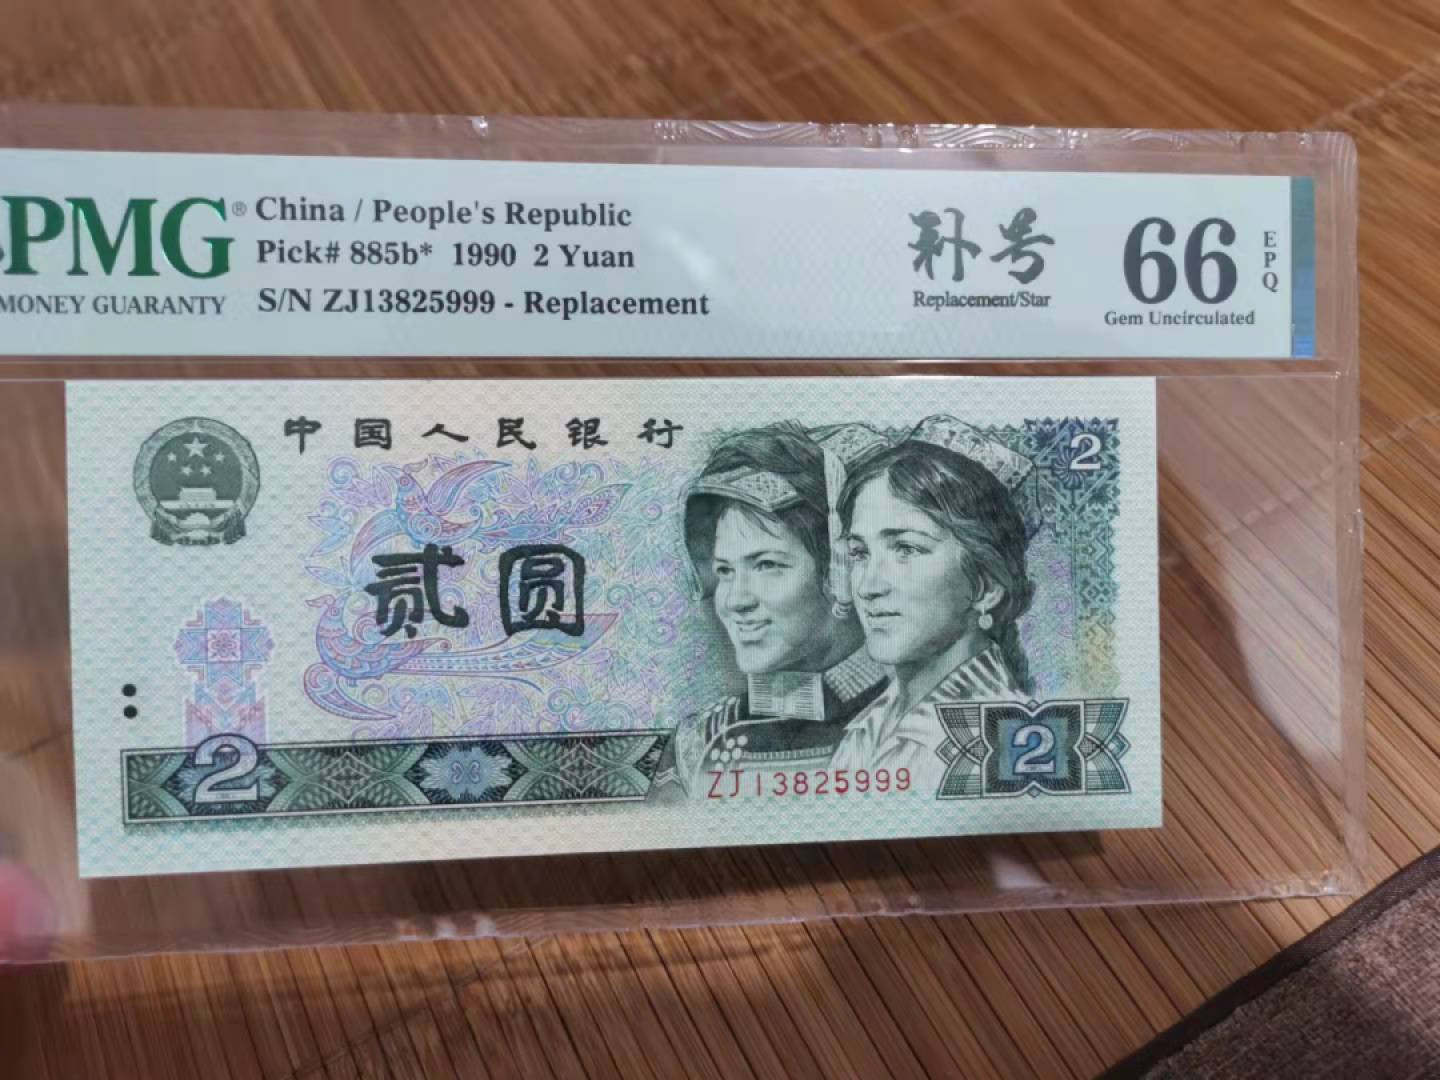 PMG®
MONEY GUARANTY
China / People's Republic
Pick# 885b* 1990 2 Yuan
S/N ZJ13825999 - Replacement
补号
Replacement/Star
66
EPQ
Gem Uncirculated
中国人民银行
2
贰圆
2
2
ZJ13825999